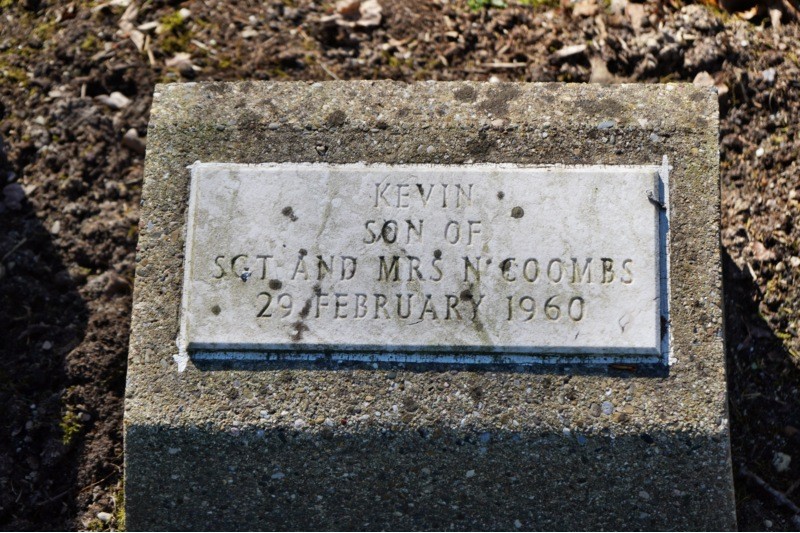 KEVIN
SON OF
SGT AND MRS N COOMBS
29 FEBRUARY 1960